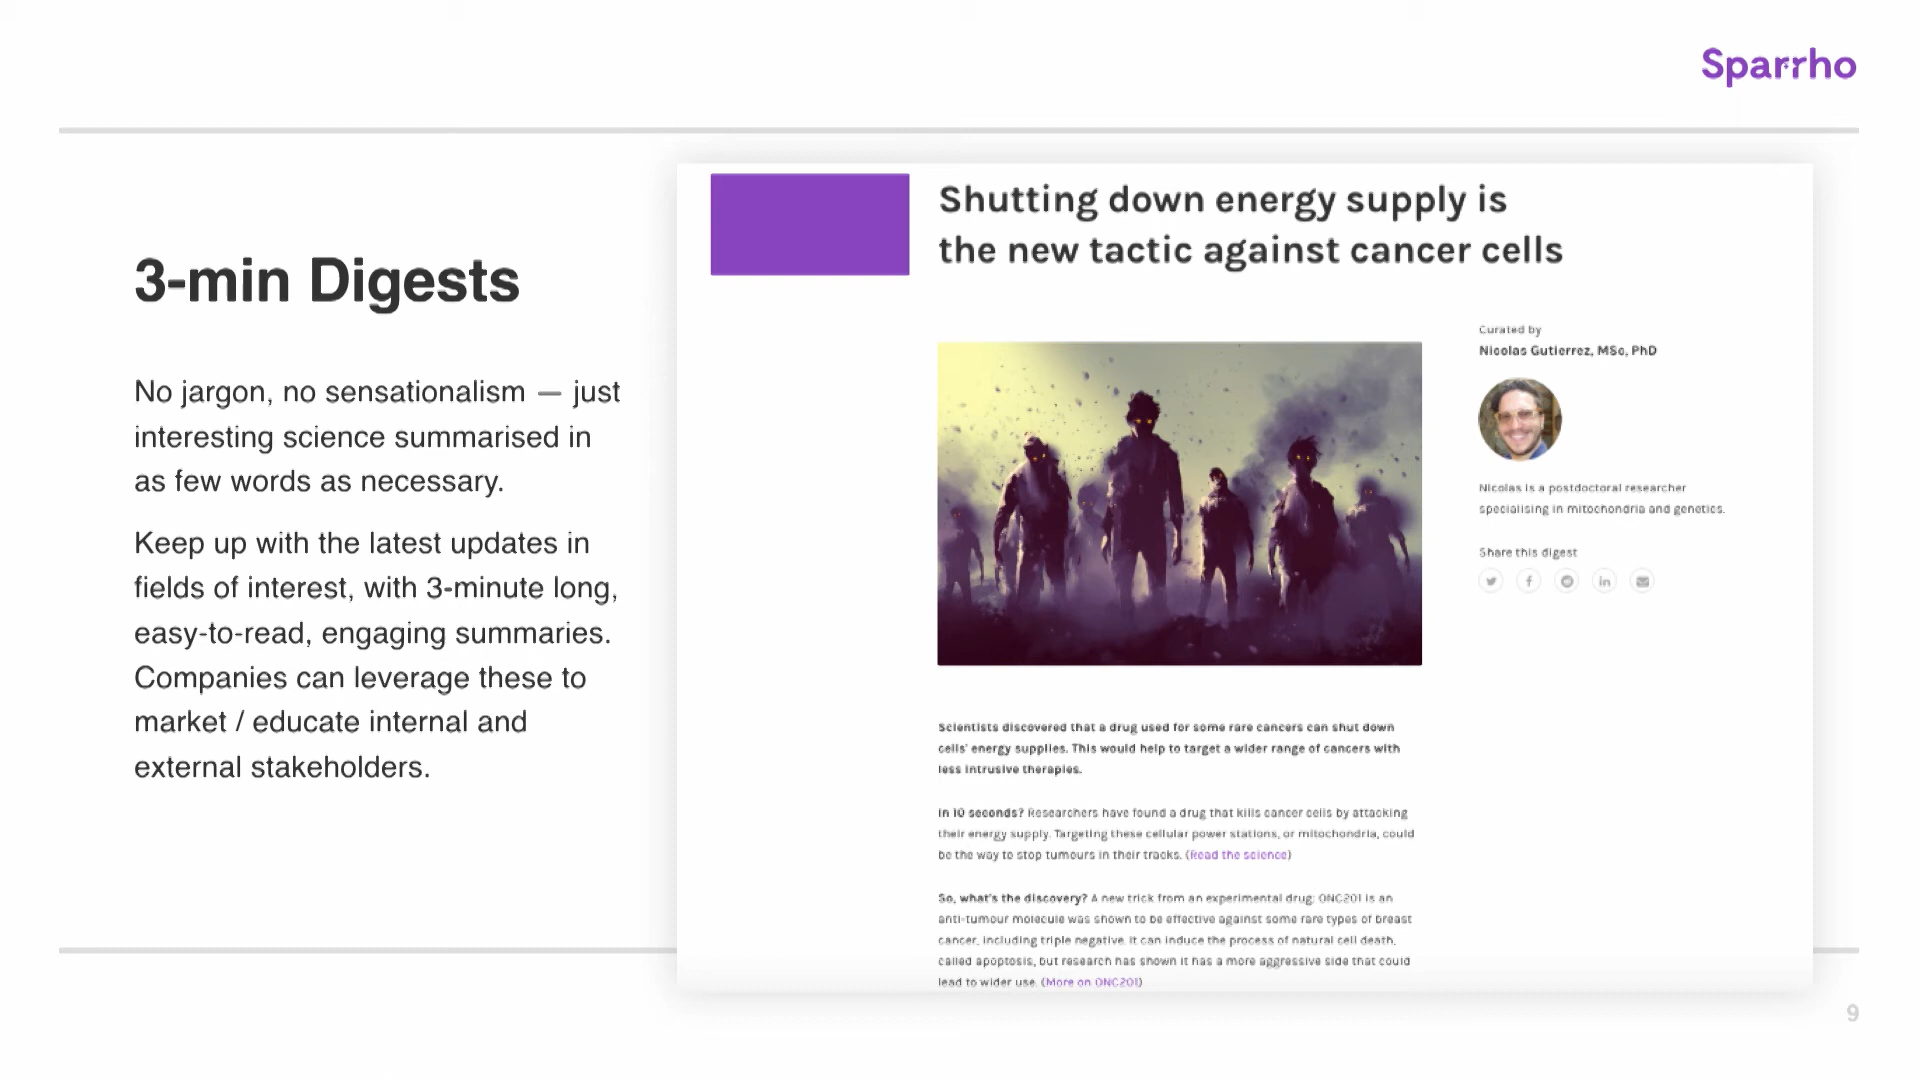 Sparrho
3-min Digests
No jargon, no sensationalism — just
interesting science summarised in
as few words as necessary.
Keep up with the latest updates in
fields of interest, with 3-minute long,
easy-to-read, engaging summaries.
Companies can leverage these to
market / educate internal and
external stakeholders.
Shutting down energy supply is
the new tactic against cancer cells
Curated by
Nicolas Gutierrez, MSc, PhD
Nicolas is a postdoctoral researcher
specialising in mitochondria and genetics.
Share this digest
Scientists discovered that a drug used for some rare cancers can shut down
cells' energy supplies. This would help to target a wider range of cancers with
less intrusive therapies.
In 10 seconds? Researchers have found a drug that kills cancer cells by attacking
their energy supply. Targeting these cellular power stations, or mitochondria, could
be the way to stop tumours in their tracks. (Read the science)
So, what's the discovery? A new trick from an experimental drug: ONC201 is an
anti-tumour molecule was shown to be effective against some rare types of breast
cancer, including triple negative. It can induce the process of natural cell death,
called apoptosis, but research has shown it has a more aggressive side that could
lead to wider use. (More on ONC201)
9